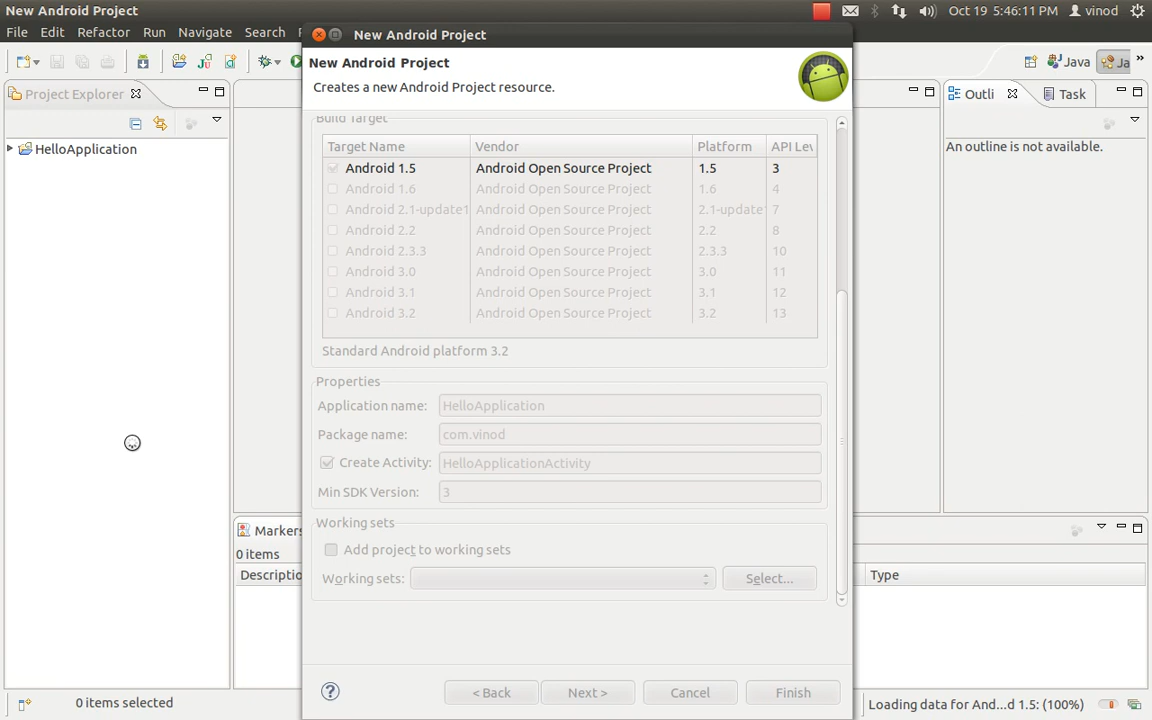 New Android Project
Oct 19 5:46:11 PM vinod
File Edit Refactor Run Navigate Search
New Android Project
New Android Project
Creates a new Android Project resource.
Java Ja
Project Explorer
Outli Task
HelloApplication
An outline is not available.
Build Target
Target Name Vendor Platform API Lev
Android 1.5 Android Open Source Project 1.5 3
Android 1.6 Android Open Source Project 1.6 4
Android 2.1-update1 Android Open Source Project 2.1-update 7
Android 2.2 Android Open Source Project 2.2 8
Android 2.3.3 Android Open Source Project 2.3.3 10
Android 3.0 Android Open Source Project 3.0 11
Android 3.1 Android Open Source Project 3.1 12
Android 3.2 Android Open Source Project 3.2 13
Standard Android platform 3.2
Properties
Application name: HelloApplication
Package name: com.vinod
Create Activity: HelloApplicationActivity
Min SDK Version: 3
Working sets
Add project to working sets
Working sets: Select...
Markers
0 items
Descriptio Type
< Back Next > Cancel Finish
0 items selected
Loading data for And...d 1.5: (100%)